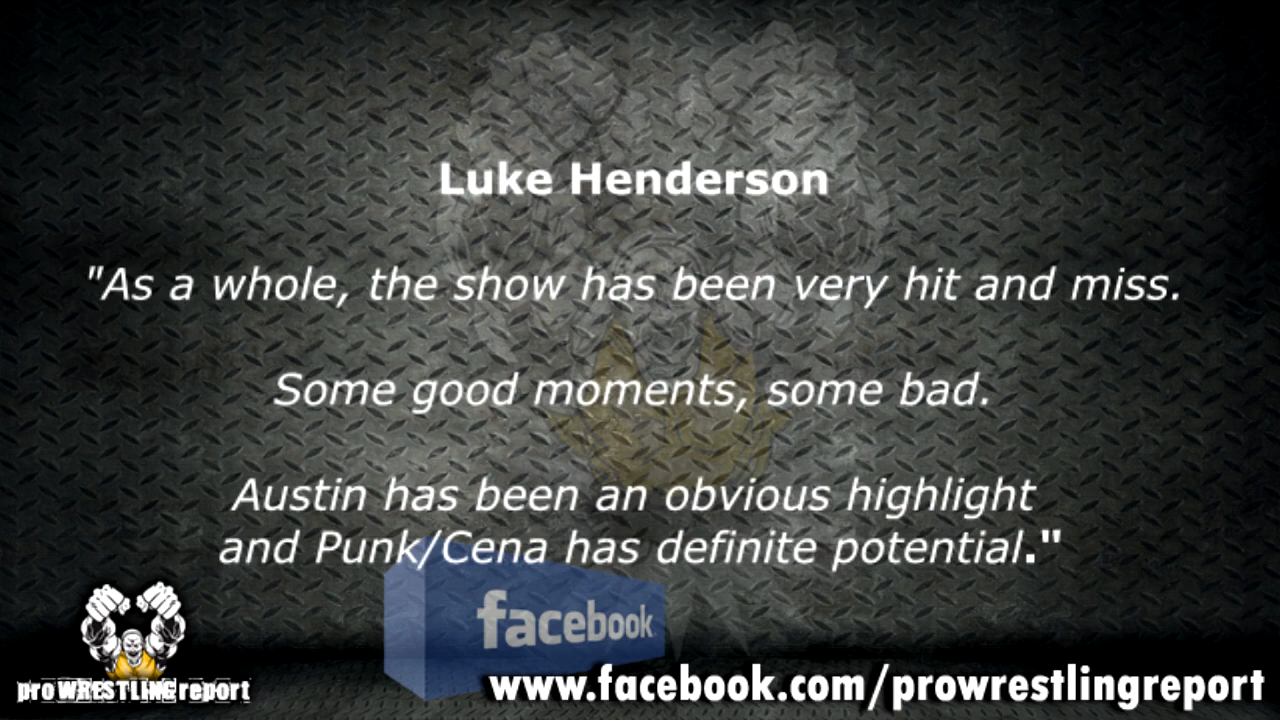 Luke Henderson
"As a whole, the show has been very hit and miss.
Some good moments, some bad.
Austin has been an obvious highlight
and Punk/Cena has definite potential."
facebook
proWRESTLINGreport
www.facebook.com/prowrestlingreport